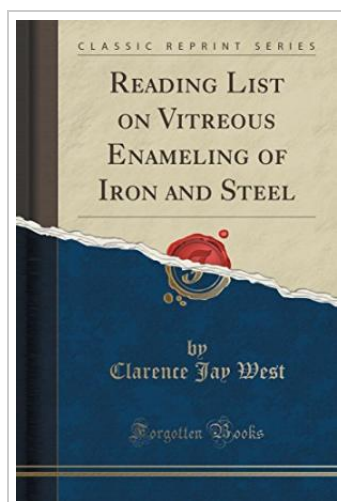 CLASSIC REPRINT SERIES
READING LIST
ON VITREOUS
ENAMELING OF
IRON AND STEEL
by
Clarence Jay West
Forgotten Books